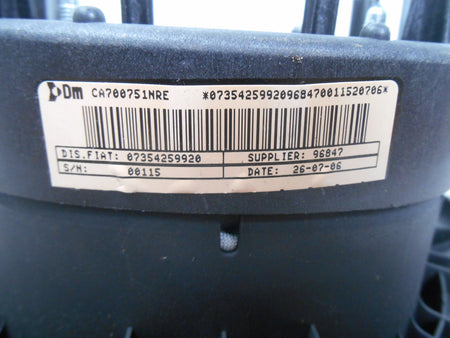 Dm CA700751NRE *07354259920968470011520706*
DIS.FIAT: 07354259920 SUPPLIER: 96847
S/N: 00115 DATE: 26-07-06